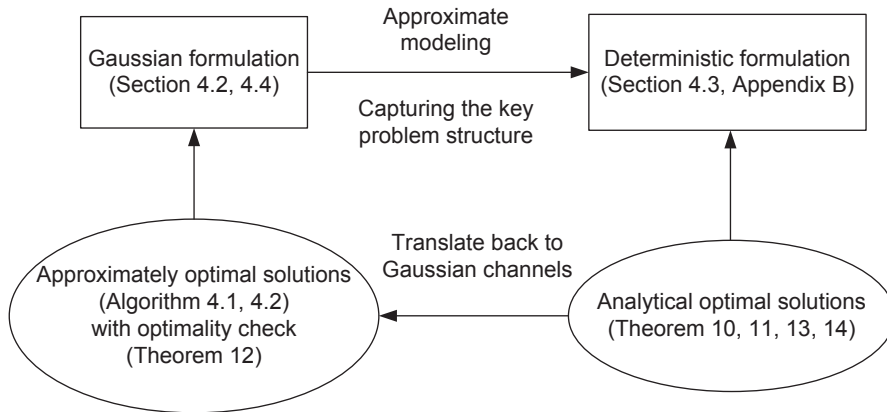 Gaussian formulation
(Section 4.2, 4.4)
Approximate
modeling
Capturing the key
problem structure
Deterministic formulation
(Section 4.3, Appendix B)
Approximately optimal solutions
(Algorithm 4.1, 4.2)
with optimality check
(Theorem 12)
Translate back to
Gaussian channels
Analytical optimal solutions
(Theorem 10, 11, 13, 14)